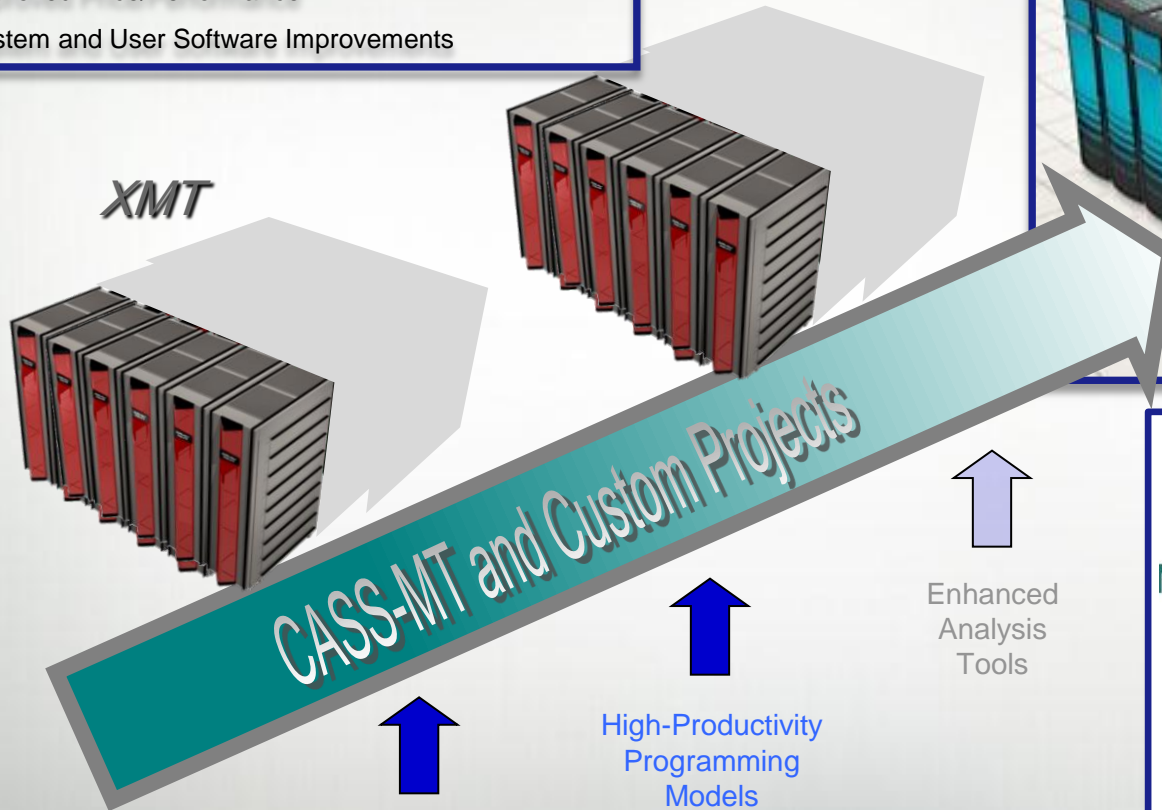 stem and User Software Improvements
XMT
CASS-MT and Custom Projects
Enhanced
Analysis
Tools
High-Productivity
Programming
Models